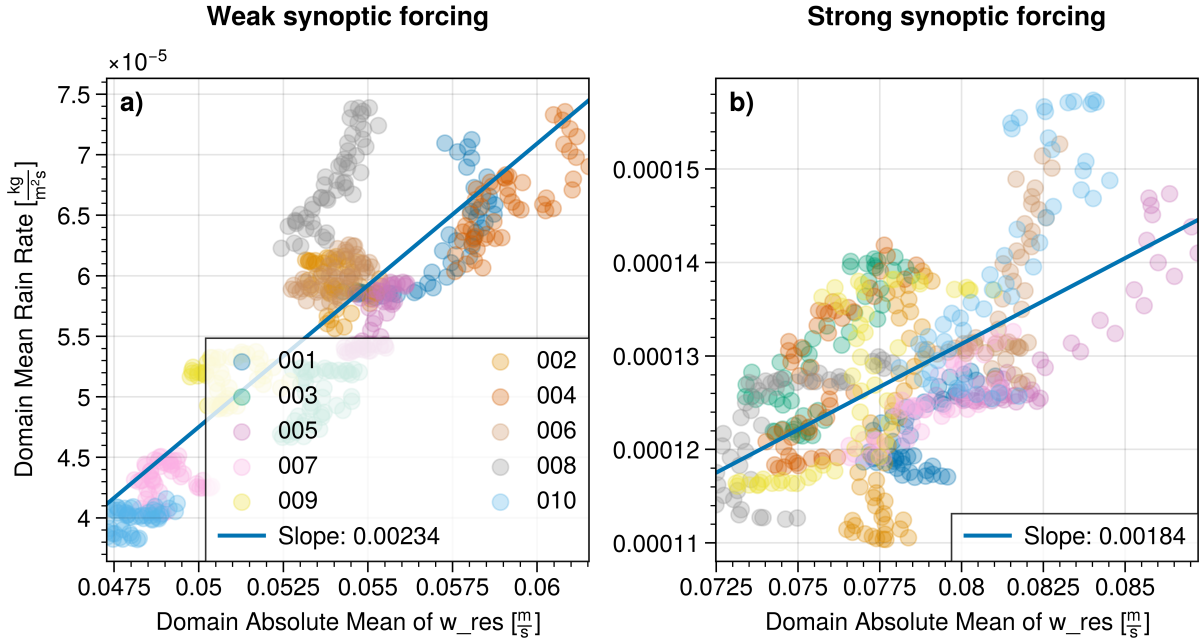 Weak synoptic forcing
Strong synoptic forcing
×10⁻⁵
a)
7.5
7
6.5
6
5.5
5
4.5
4
Domain Mean Rain Rate [kg/m²s]
001 002
003 004
005 006
007 008
009 010
Slope: 0.00234
0.0475 0.05 0.0525 0.055 0.0575 0.06
Domain Absolute Mean of w_res [m/s]
b)
0.00015
0.00014
0.00013
0.00012
0.00011
Slope: 0.00184
0.0725 0.075 0.0775 0.08 0.0825 0.085
Domain Absolute Mean of w_res [m/s]